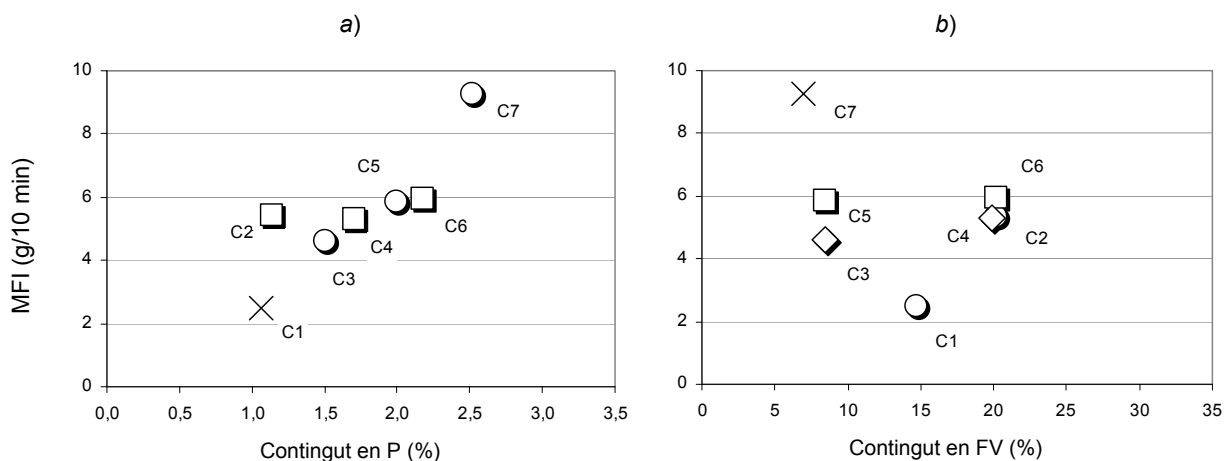 a)
MFI (g/10 min)
10
8
6
4
2
0
C7
C5
C2
C6
C4
C3
C1
0,0 0,5 1,0 1,5 2,0 2,5 3,0 3,5
Contingut en P (%)
b)
10
8
6
4
2
0
C7
C6
C5
C4 C2
C3
C1
0 5 10 15 20 25 30 35
Contingut en FV (%)